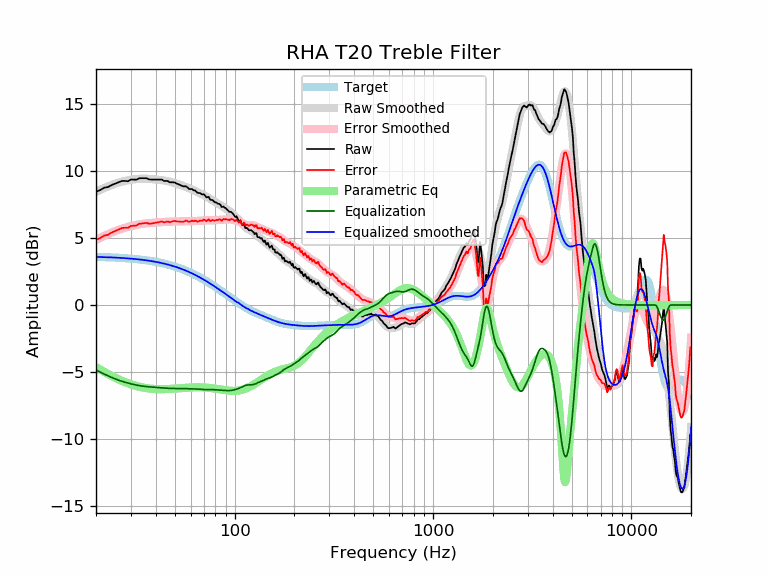 RHA T20 Treble Filter
Target
Raw Smoothed
Error Smoothed
Raw
Error
Parametric Eq
Equalization
Equalized smoothed
15
10
5
0
−5
−10
−15
Amplitude (dBr)
100
1000
10000
Frequency (Hz)